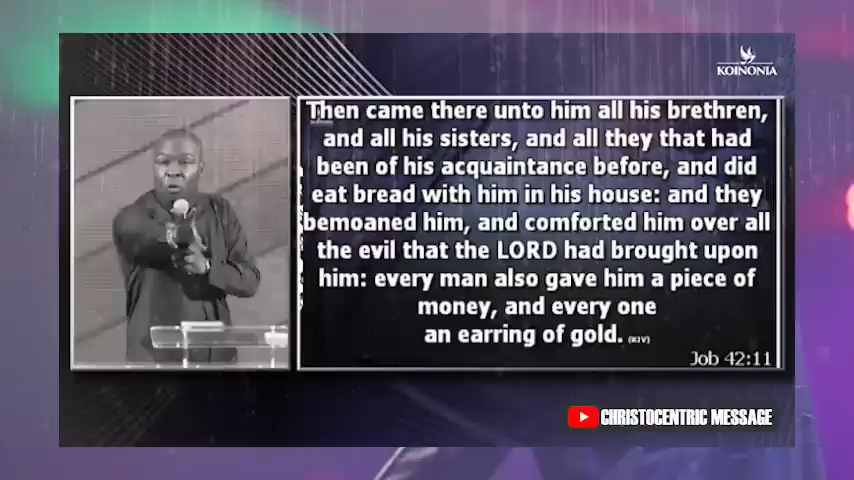 KOINONIA
Then came there unto him all his brethren,
and all his sisters, and all they that had
been of his acquaintance before, and did
eat bread with him in his house: and they
bemoaned him, and comforted him over all
the evil that the LORD had brought upon
him: every man also gave him a piece of
money, and every one
an earring of gold. (KJV)
Job 42:11
CHRISTOCENTRIC MESSAGE